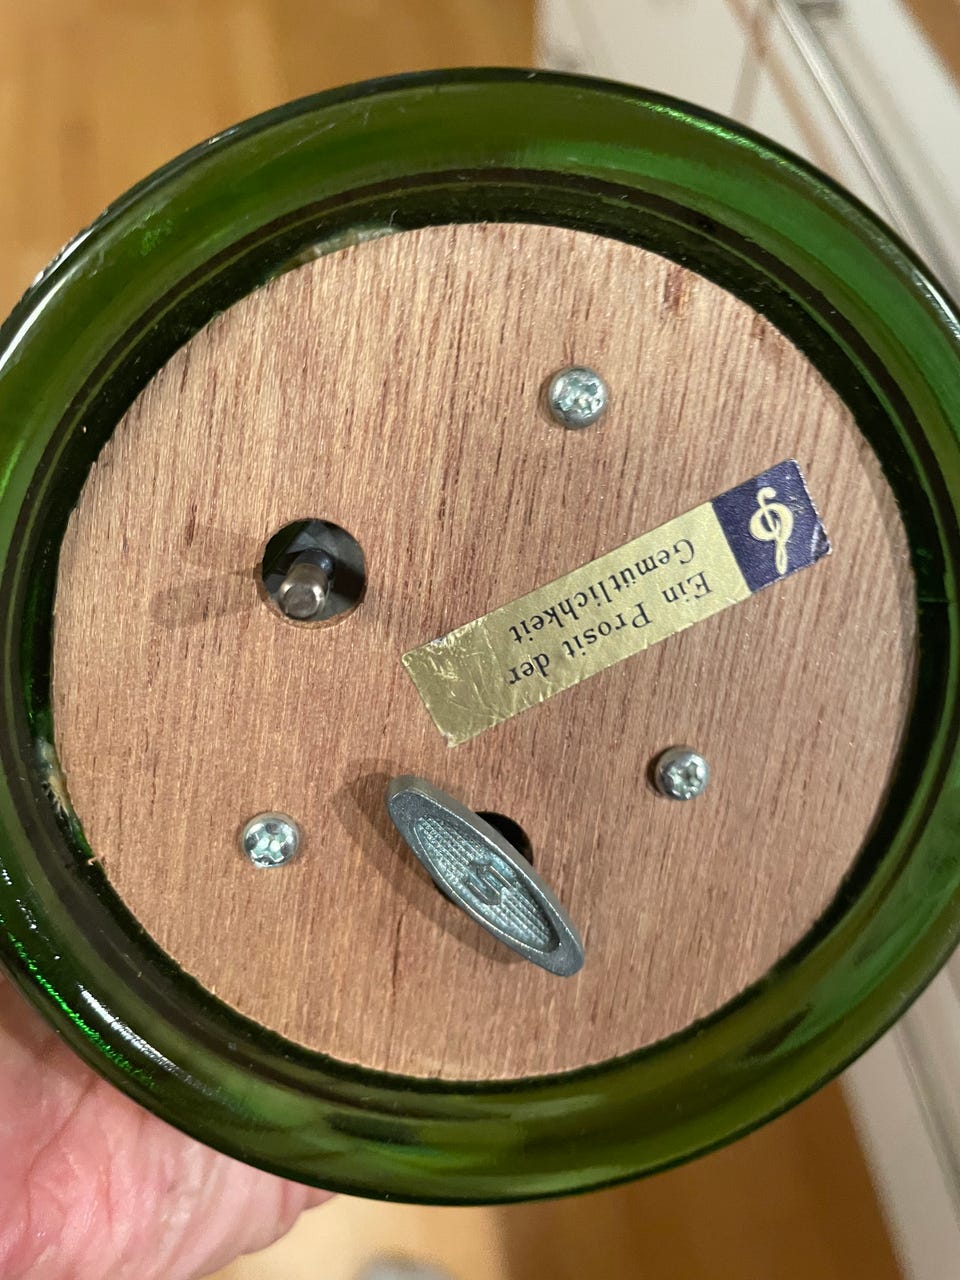 Ein Prosit der
Gemütlichkeit
S